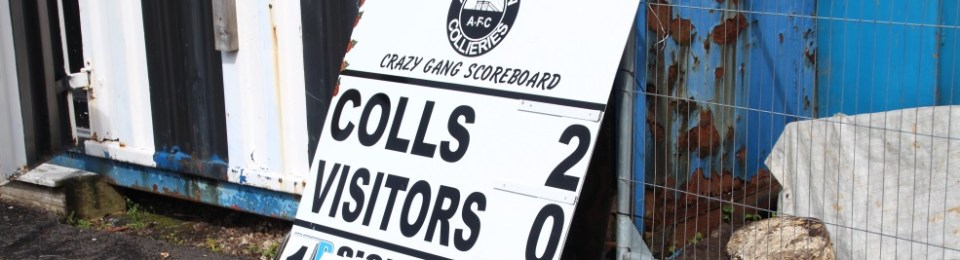 A.F.C
COLLIERIES
CRAZY GANG SCOREBOARD
COLLS 2
VISITORS 0